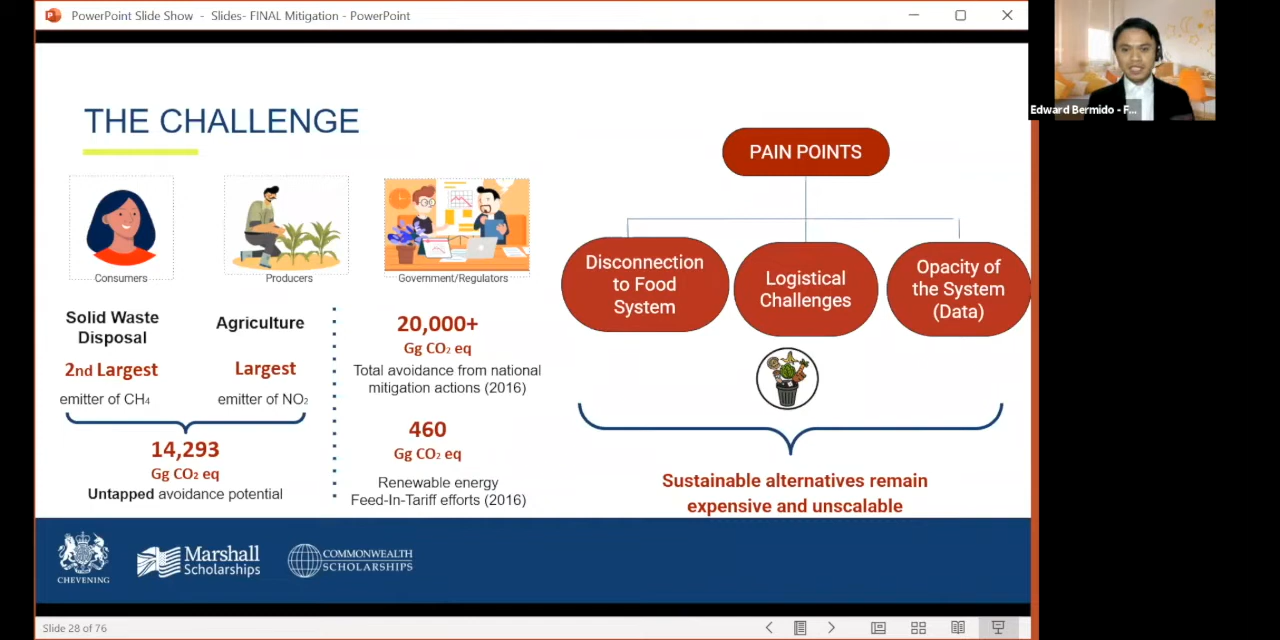 PowerPoint Slide Show - Slides- FINAL Mitigation - PowerPoint
Edward Bermido - F...
THE CHALLENGE
Consumers
Producers
Government/Regulators
Solid Waste
Disposal
2nd Largest
emitter of CH4
Agriculture
Largest
emitter of NO2
14,293
Gg CO2 eq
Untapped avoidance potential
20,000+
Gg CO2 eq
Total avoidance from national
mitigation actions (2016)
460
Gg CO2 eq
Renewable energy
Feed-In-Tariff efforts (2016)
PAIN POINTS
Disconnection
to Food
System
Logistical
Challenges
Opacity of
the System
(Data)
Sustainable alternatives remain
expensive and unscalable
CHEVENING
Marshall
Scholarships
COMMONWEALTH
SCHOLARSHIPS
Slide 28 of 76